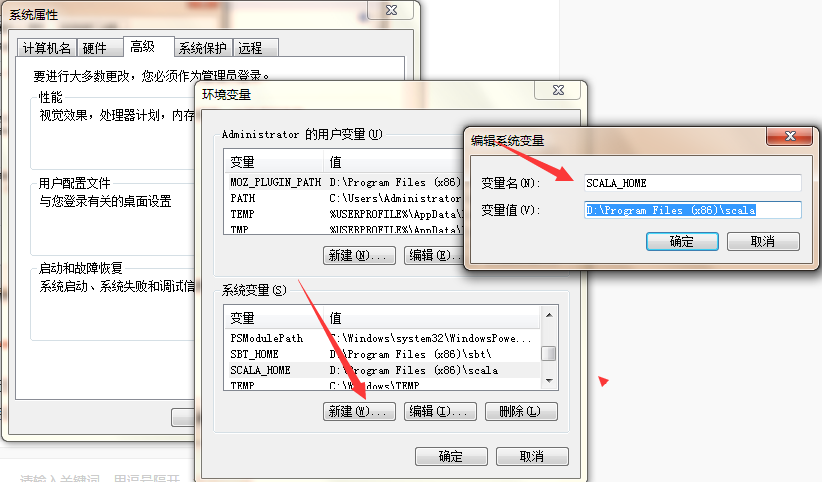 系统属性
计算机名 硬件 高级 系统保护 远程
要进行大多数更改，您必须作为管理员登录。
性能
视觉效果，处理器计划，内存
用户配置文件
与您登录有关的桌面设置
启动和故障恢复
系统启动、系统失败和调试信
环境变量
Administrator 的用户变量(U)
变量 值
MOZ_PLUGIN_PATH D:\Program Files (x86)
PATH C:\Users\Administrator
TEMP %USERPROFILE%\AppData\
TMP %USERPROFILE%\AppData\
新建(N)... 编辑(E)..
系统变量(S)
变量 值
PSModulePath C:\Windows\system32\WindowsPowe...
SBT_HOME D:\Program Files (x86)\sbt\
SCALA_HOME D:\Program Files (x86)\scala
TEMP C:\Windows\TEMP
新建(W)... 编辑(I)... 删除(L)
确定 取消
编辑系统变量
变量名(N): SCALA_HOME
变量值(V): D:\Program Files (x86)\scala
确定 取消
请输入关键词，用逗号隔开